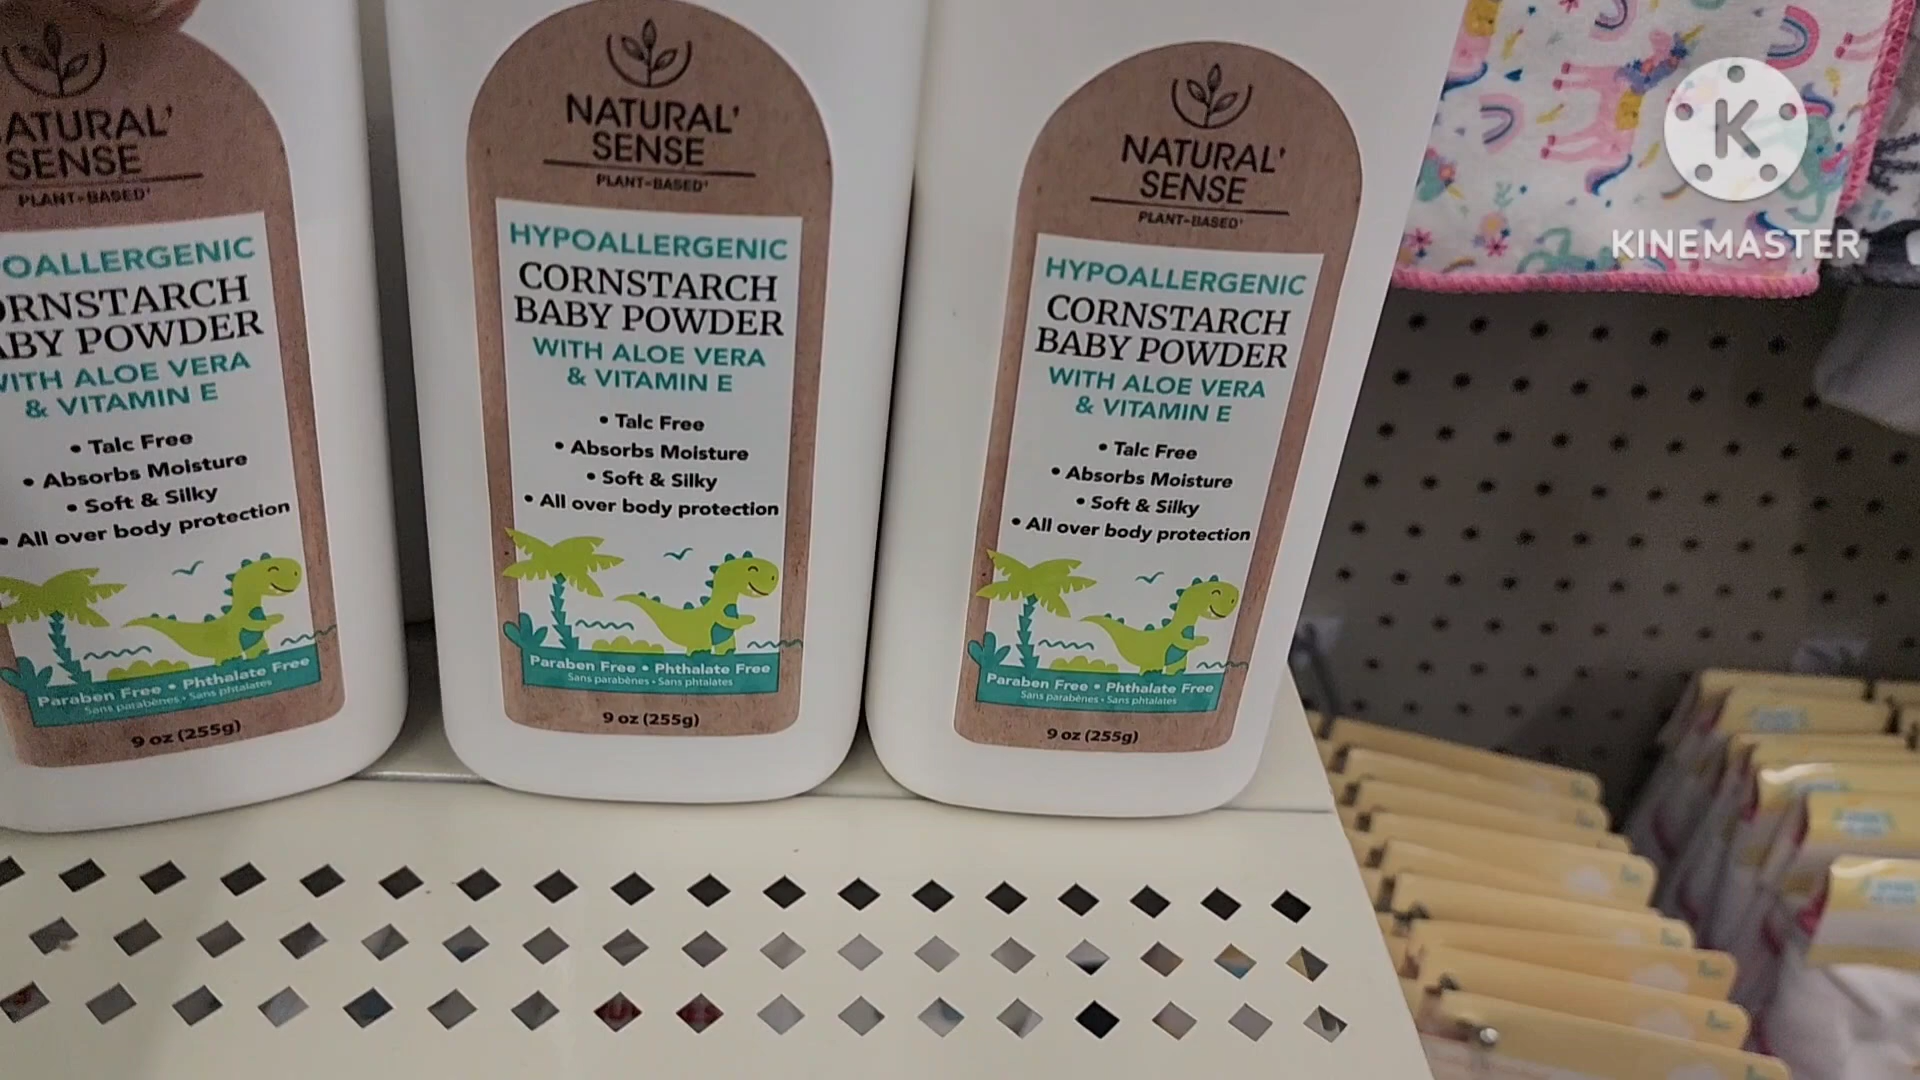 ATURAL'
SENSE
PLANT-BASED'
OALLERGENIC
ORNSTARCH
ABY POWDER
WITH ALOE VERA
& VITAMIN E
• Talc Free
• Absorbs Moisture
• Soft & Silky
• All over body protection
Paraben Free • Phthalate Free
Sans parabènes • Sans phtalates
9 oz (255g)
NATURAL'
SENSE
PLANT-BASED'
HYPOALLERGENIC
CORNSTARCH
BABY POWDER
WITH ALOE VERA
& VITAMIN E
• Talc Free
• Absorbs Moisture
• Soft & Silky
• All over body protection
Paraben Free • Phthalate Free
Sans parabènes • Sans phtalates
9 oz (255g)
NATURAL'
SENSE
PLANT-BASED'
HYPOALLERGENIC
CORNSTARCH
BABY POWDER
WITH ALOE VERA
& VITAMIN E
• Talc Free
• Absorbs Moisture
• Soft & Silky
• All over body protection
Paraben Free • Phthalate Free
Sans parabènes • Sans phtalates
9 oz (255g)
K
KINEMASTER